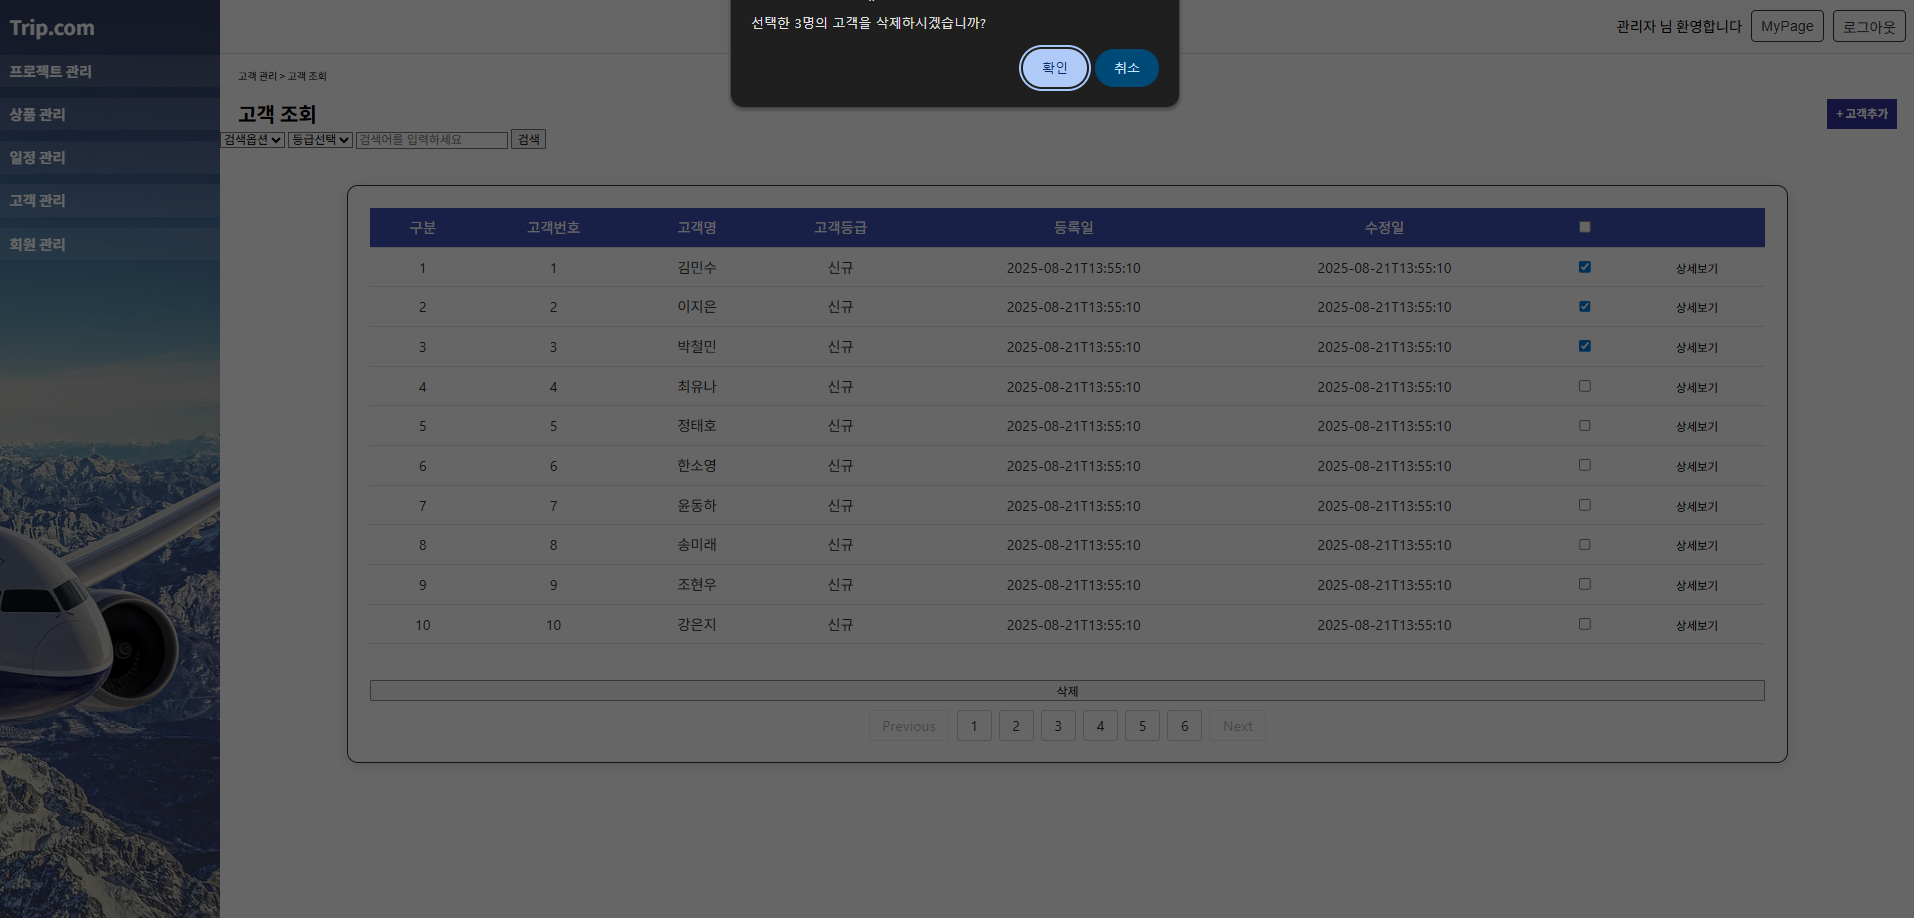 Trip.com
선택한 3명의 고객을 삭제하시겠습니까?
확인 취소
관리자 님 환영합니다 MyPage 로그아웃
프로젝트 관리
상품 관리
일정 관리
고객 관리
회원 관리
고객 관리 > 고객 조회
고객 조회
+ 고객추가
검색옵션 등급선택 검색어를 입력하세요 검색
구분 고객번호 고객명 고객등급 등록일 수정일
1 1 김민수 신규 2025-08-21T13:55:10 2025-08-21T13:55:10 상세보기
2 2 이지은 신규 2025-08-21T13:55:10 2025-08-21T13:55:10 상세보기
3 3 박철민 신규 2025-08-21T13:55:10 2025-08-21T13:55:10 상세보기
4 4 최유나 신규 2025-08-21T13:55:10 2025-08-21T13:55:10 상세보기
5 5 정태호 신규 2025-08-21T13:55:10 2025-08-21T13:55:10 상세보기
6 6 한소영 신규 2025-08-21T13:55:10 2025-08-21T13:55:10 상세보기
7 7 윤동하 신규 2025-08-21T13:55:10 2025-08-21T13:55:10 상세보기
8 8 송미래 신규 2025-08-21T13:55:10 2025-08-21T13:55:10 상세보기
9 9 조현우 신규 2025-08-21T13:55:10 2025-08-21T13:55:10 상세보기
10 10 강은지 신규 2025-08-21T13:55:10 2025-08-21T13:55:10 상세보기
삭제
Previous 1 2 3 4 5 6 Next